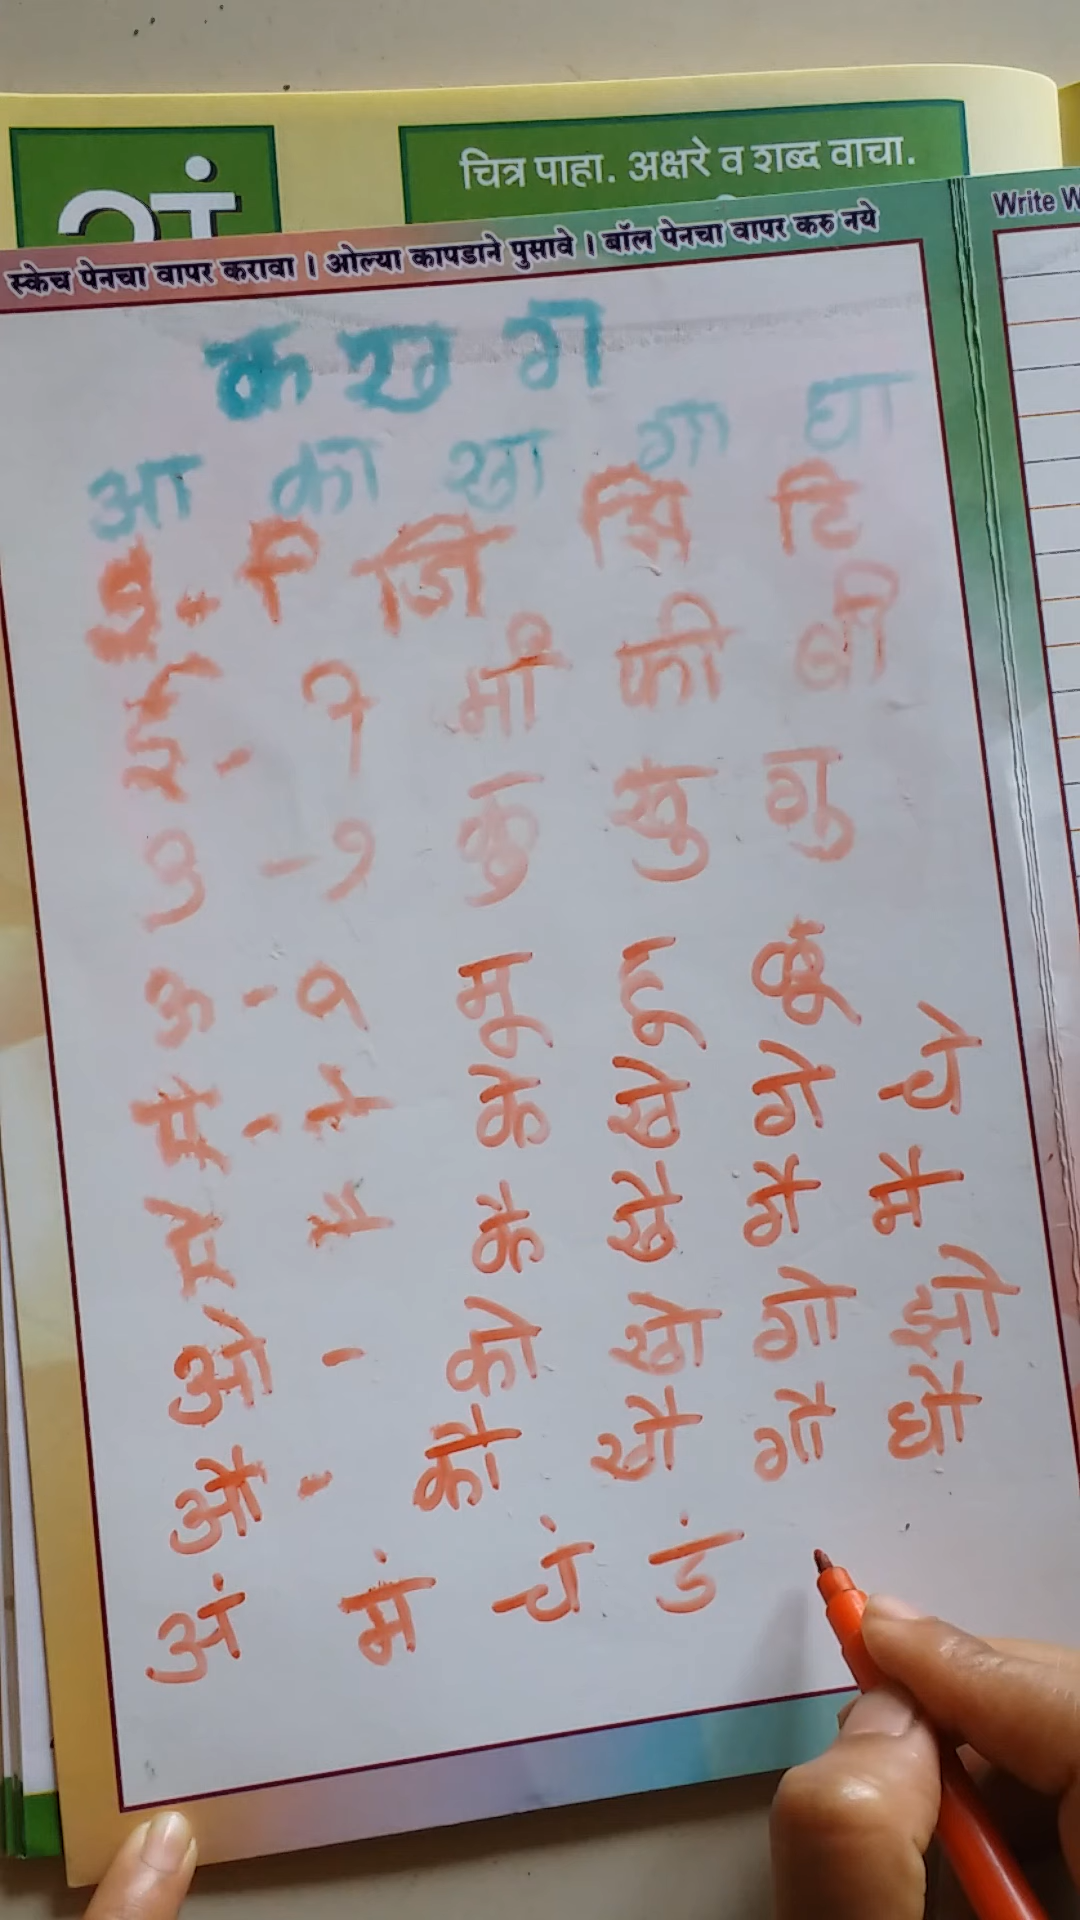 अं
चित्र पाहा. अक्षरे व शब्द वाचा.
स्केच पेनचा वापर करावा । ओल्या कापडाने पुसावे । बॉल पेनचा वापर करु नये
Write
क ख ग
आ का खा गा घा
इ - ि जि झि टि
ई - ी फी बी
उ - ु कु खु गु
ऊ - ू मू हू छू
ए - े के खे गे चे
ऐ ै कै खै गै मै
ओ - को खो गो झो
औ - कौ खौ गौ घौ
अं मं चं डं